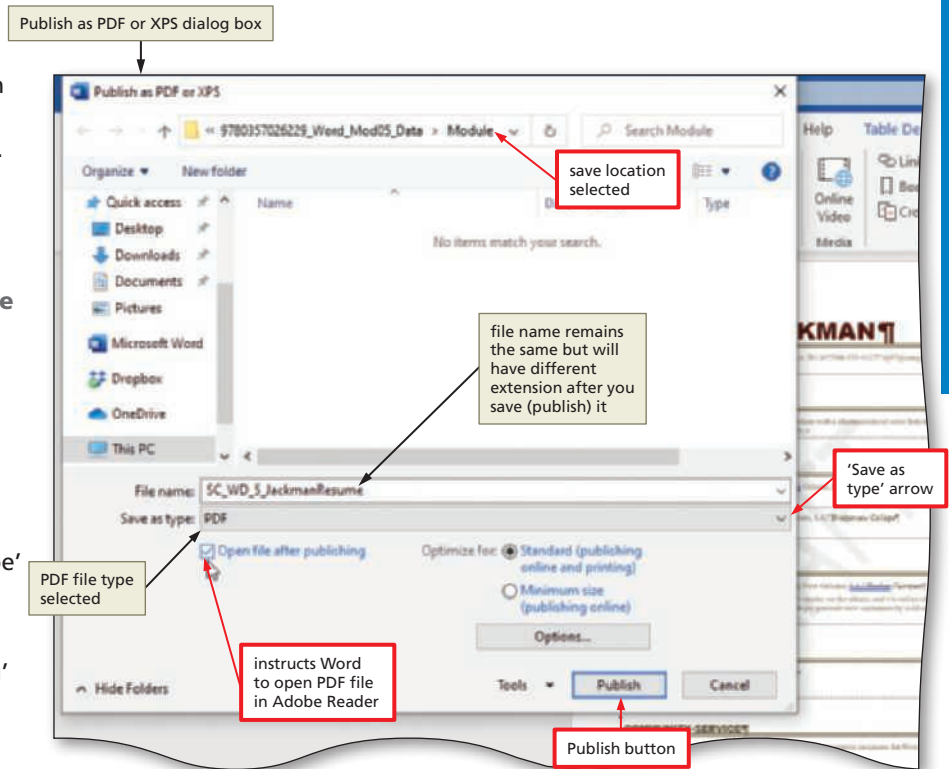 Publish as PDF or XPS dialog box
Publish as PDF or XPS
« 9780357026229_Word_Mod05_Data › Module
Search Module
Help
Table De
save location
selected
Organize
New folder
Quick access
Name
Type
Online
Video
Media
Desktop
Downloads
No items match your search.
Documents
Pictures
Microsoft Word
file name remains
the same but will
have different
extension after you
save (publish) it
KMAN¶
Dropbox
OneDrive
This PC
'Save as
type' arrow
File name: SC_WD_5_JackmanResume
Save as type: PDF
Open file after publishing
Optimize for: Standard (publishing
online and printing)
Minimum size
(publishing online)
Options...
PDF file type
selected
instructs Word
to open PDF file
in Adobe Reader
Hide Folders
Tools
Publish
Cancel
Publish button